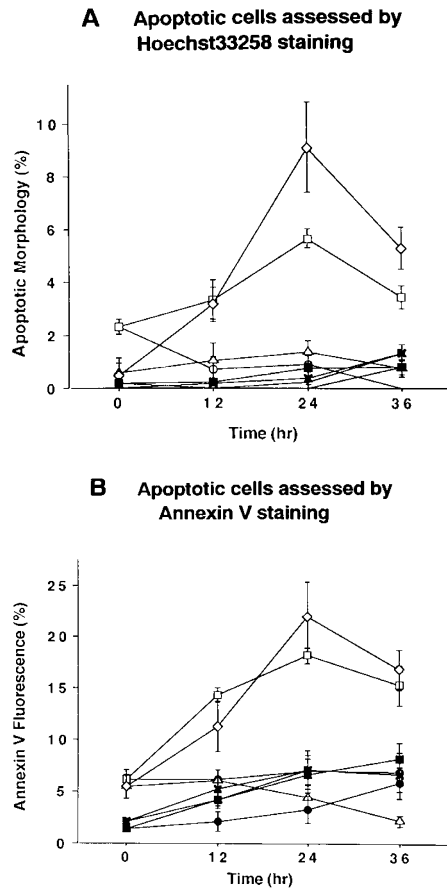 A Apoptotic cells assessed by
Hoechst33258 staining
Apoptotic Morphology (%)
10
8
6
4
2
0
0 12 24 36
Time (hr)
B Apoptotic cells assessed by
Annexin V staining
Annexin V Fluorescence (%)
25
20
15
10
5
0
0 12 24 36
Time (hr)